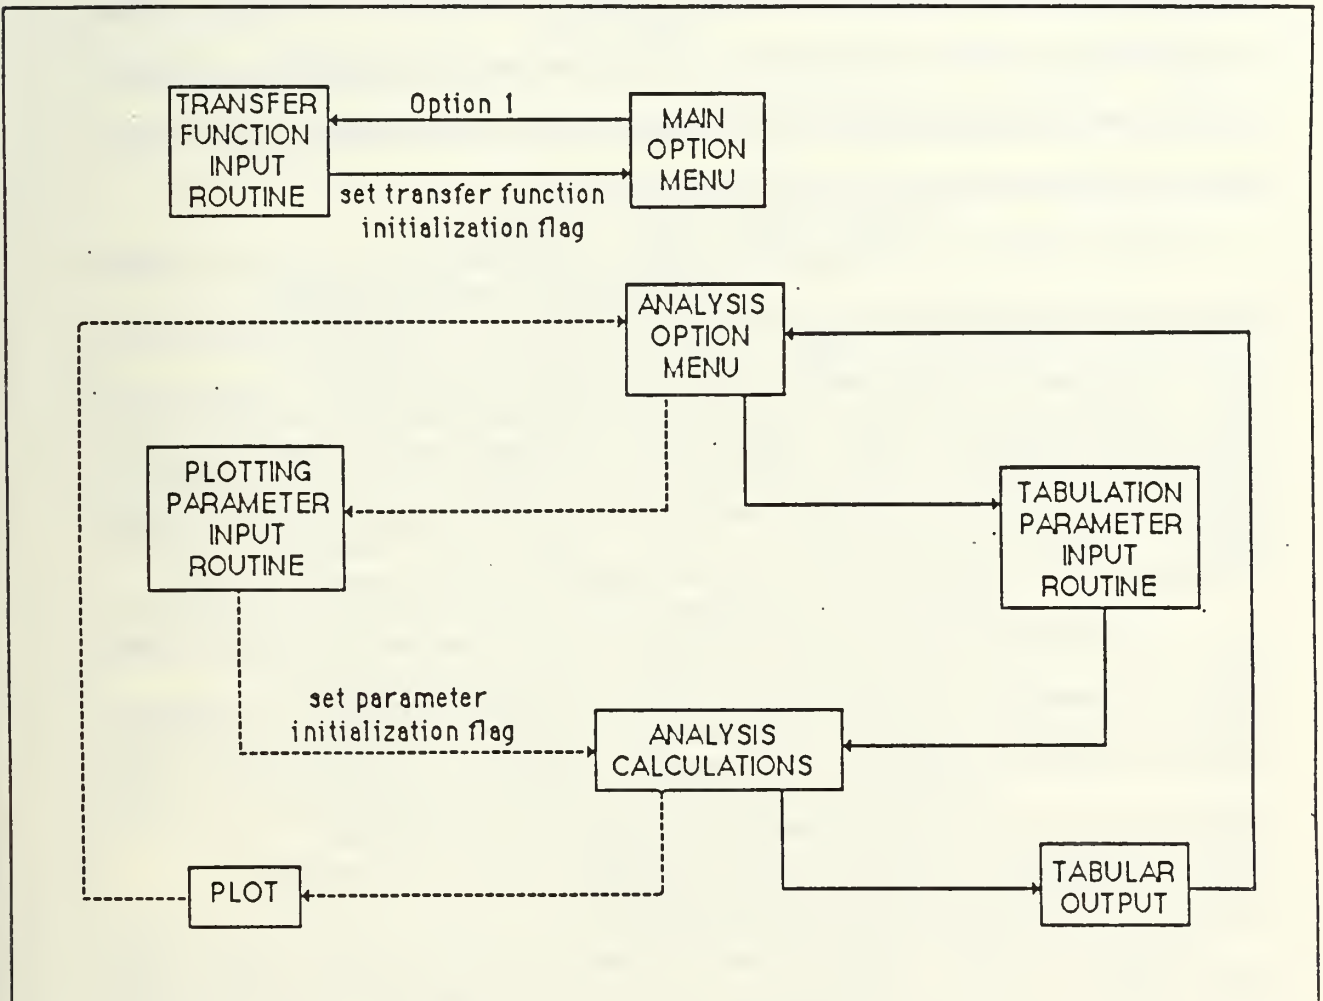 TRANSFER
FUNCTION
INPUT
ROUTINE
Option 1
MAIN
OPTION
MENU
set transfer function
initialization flag
ANALYSIS
OPTION
MENU
PLOTTING
PARAMETER
INPUT
ROUTINE
TABULATION
PARAMETER
INPUT
ROUTINE
set parameter
initialization flag
ANALYSIS
CALCULATIONS
PLOT
TABULAR
OUTPUT